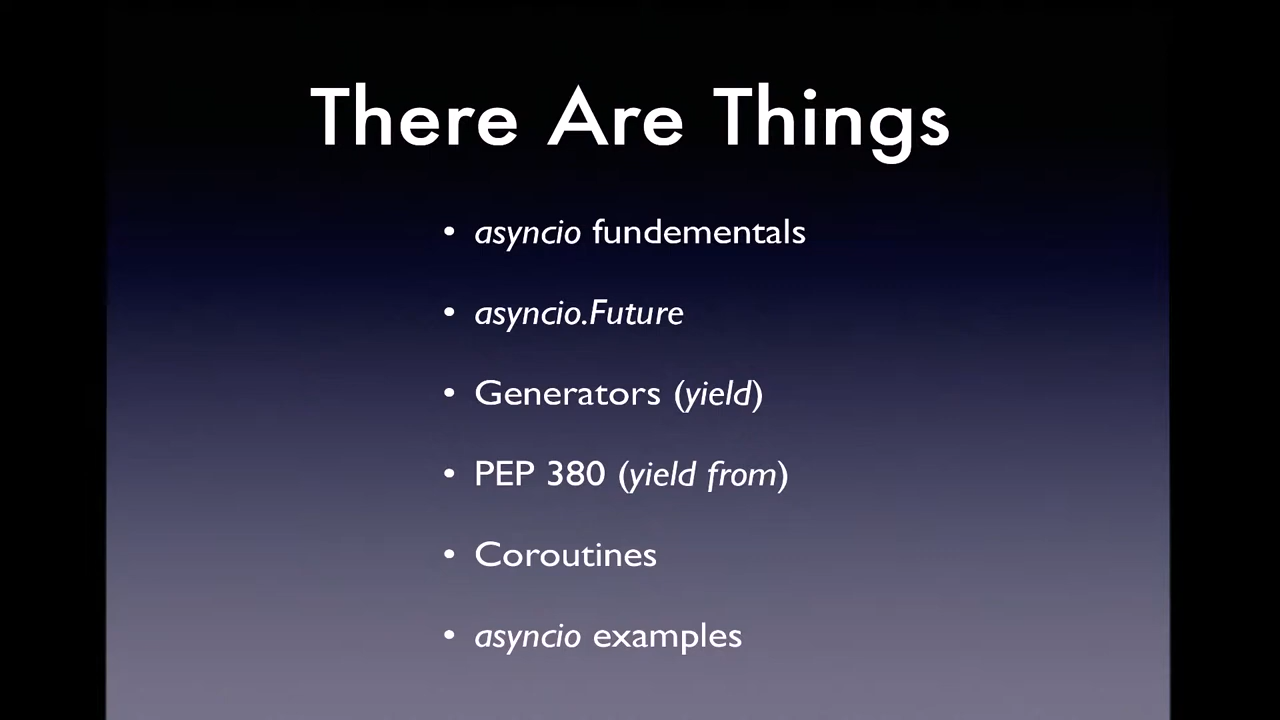 There Are Things
• asyncio fundementals
• asyncio.Future
• Generators (yield)
• PEP 380 (yield from)
• Coroutines
• asyncio examples